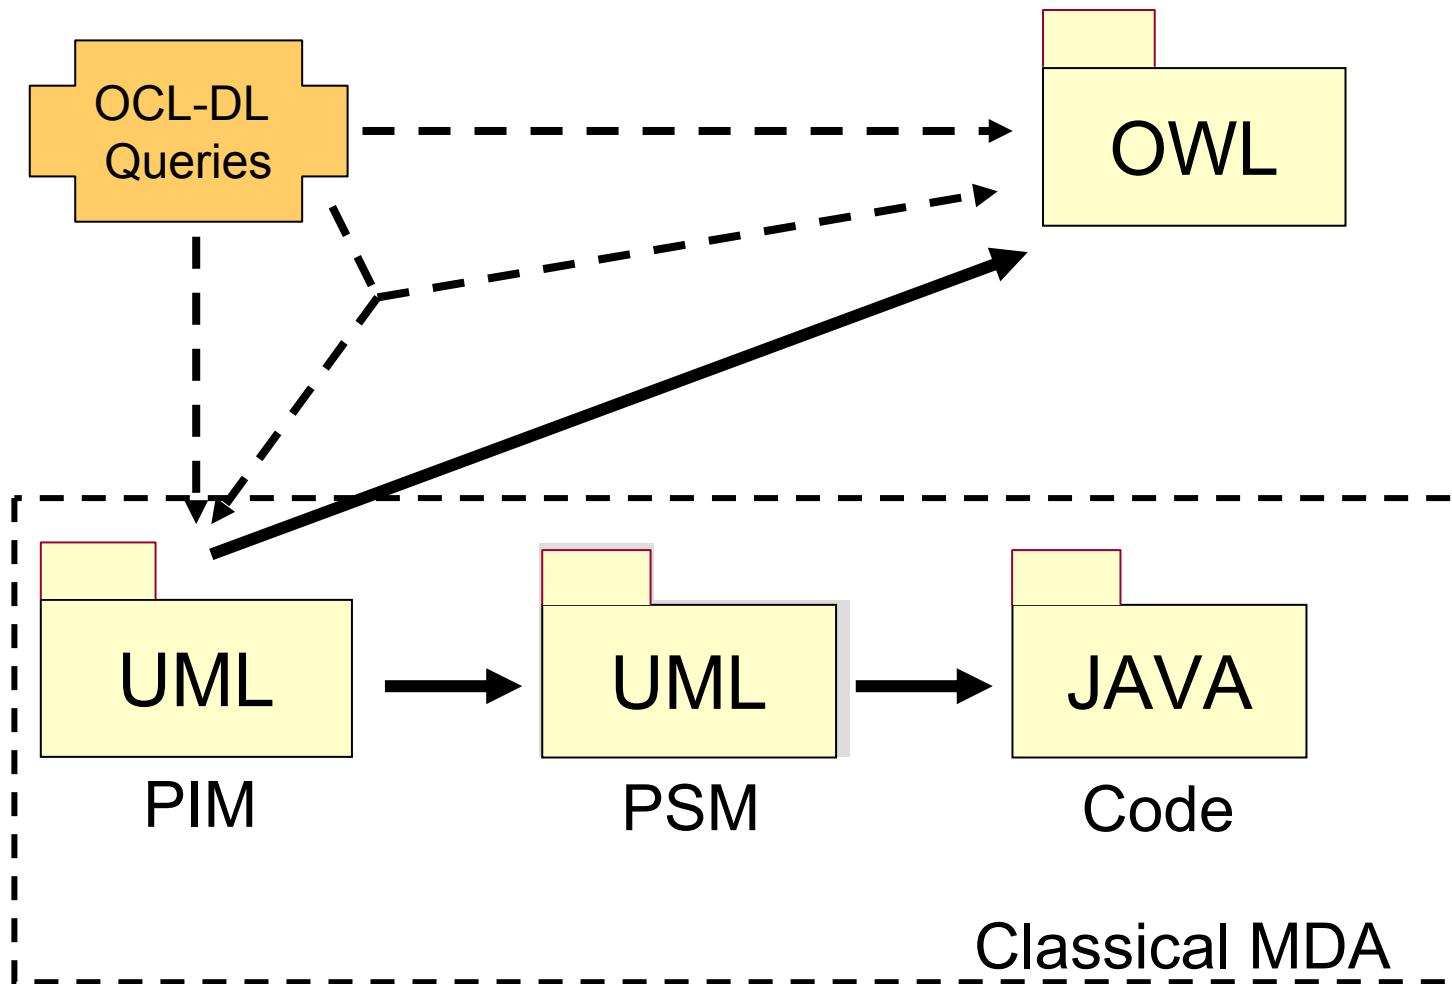 OCL-DL
Queries
OWL
UML
UML
JAVA
PIM
PSM
Code
Classical MDA